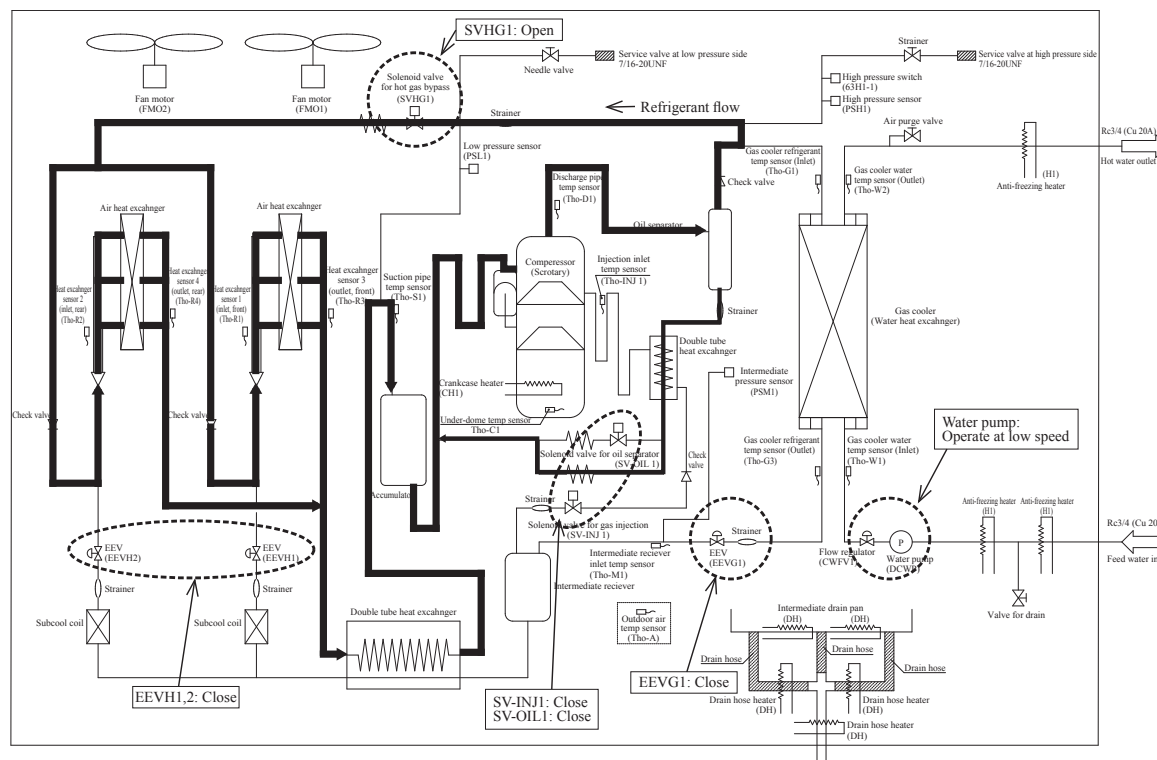 SVHG1: Open
Solenoid valve
for hot gas bypass
(SVHG1)
Needle valve
Service valve at low pressure side
7/16-20UNF
Strainer
Service valve at high pressure side
7/16-20UNF
Fan motor
(FMO2)
Fan motor
(FMO1)
High pressure switch
(63H1-1)
High pressure sensor
(PSH1)
Refrigerant flow
Strainer
Air purge valve
Rc3/4 (Cu 20A)
Hot water outlet
Low pressure sensor
(PSL1)
Gas cooler refrigerant
temp sensor (Inlet)
(Tho-G1)
Gas cooler water
temp sensor (Outlet)
(Tho-W2)
(H1)
Anti-freezing heater
Discharge pipe
temp sensor
(Tho-D1)
Check valve
Air heat excahnger
Air heat excahnger
Oil separator
Comperssor
(Scrotary)
Injection inlet
temp sensor
(Tho-INJ 1)
Heat excahnger
sensor 2
(inlet, rear)
(Tho-R2)
Heat excahnger
sensor 4
(outlet, rear)
(Tho-R4)
Heat excahnger
sensor 1
(inlet, front)
(Tho-R1)
Heat excahnger
sensor 3
(outlet, front)
(Tho-R3)
Suction pipe
temp sensor
(Tho-S1)
Strainer
Gas cooler
(Water heat excahnger)
Double tube
heat excahnger
Intermediate
pressure sensor
(PSM1)
Crankcase heater
(CH1)
Under-dome temp sensor
Tho-C1
Check valve
Check valve
Water pump:
Operate at low speed
Gas cooler refrigerant
temp sensor (Outlet)
(Tho-G3)
Gas cooler water
temp sensor (Inlet)
(Tho-W1)
Solenoid valve for oil separator
(SV-OIL 1)
Check
valve
Accumulator
Strainer
Solenoid valve for gas injection
(SV-INJ 1)
Anti-freezing heater
(H1)
Anti-freezing heater
(H1)
Rc3/4 (Cu 20
Feed water in
EEV
(EEVH2)
EEV
(EEVH1)
Intermediate reciever
inlet temp sensor
(Tho-M1)
Intermediate reciever
EEV
(EEVG1)
Strainer
Flow regulator
(CWFV1)
P
Water pump
(DCWP)
Strainer
Strainer
Valve for drain
Subcool coil
Subcool coil
Double tube heat excahnger
Outdoor air
temp sensor
(Tho-A)
Intermediate drain pan
(DH)
(DH)
Drain hose
Drain hose
Drain hose
EEVH1,2: Close
SV-INJ1: Close
SV-OIL1: Close
EEVG1: Close
Drain hose heater
(DH)
Drain hose heater
(DH)
Drain hose heater
(DH)